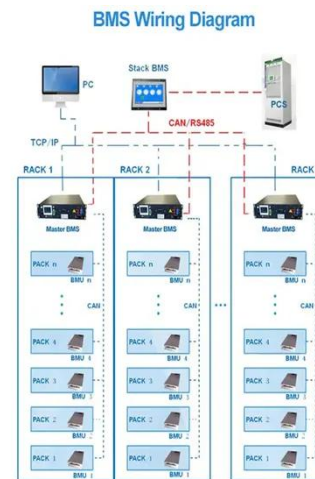 BMS Wiring Diagram
Stack BMS
PC
PCS
CAN/RS485
TCP/IP
RACK 1
RACK 2
RACK
Master BMS
Master BMS
Master BMS
PACK n
BMU n
PACK n
BMU n
PACK n
BMU n
CAN
CAN
CAN
PACK 4
BMU 4
PACK 4
BMU 4
PACK 4
BMU 4
PACK 3
BMU 3
PACK 3
BMU 3
PACK 3
BMU 3
PACK 2
BMU 2
PACK 2
BMU 2
PACK 2
BMU 2
PACK 1
BMU 1
PACK 1
BMU 1
PACK 1
BMU 1